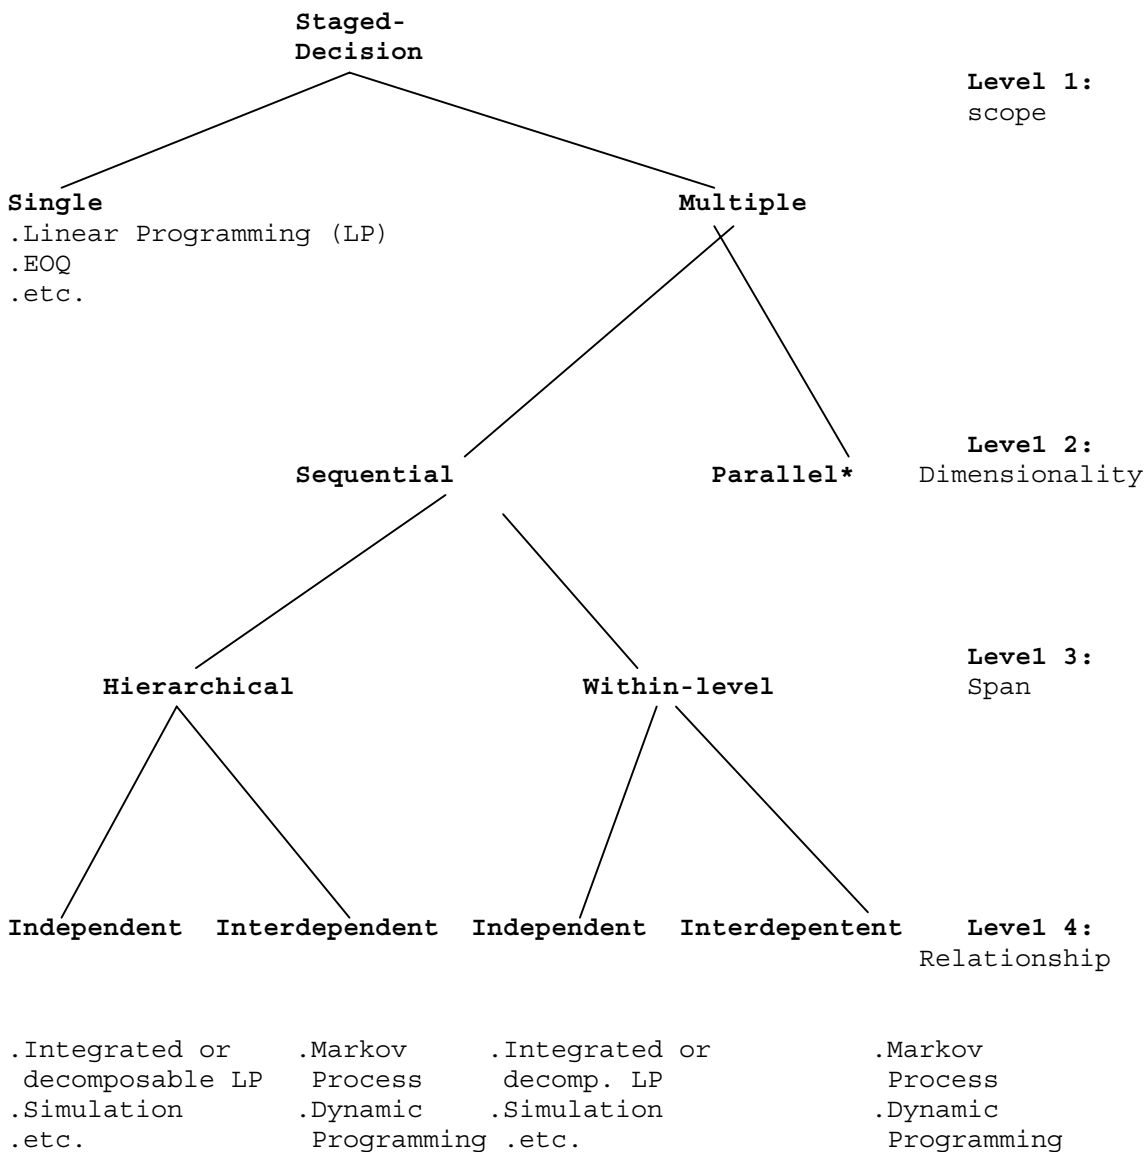 Staged-
Decision
Level 1:
scope
Single
.Linear Programming (LP)
.EOQ
.etc.
Multiple
Level 2:
Sequential
Parallel*
Dimensionality
Level 3:
Hierarchical
Within-level
Span
Independent
Interdependent
Independent
Interdepentent
Level 4:
Relationship
.Integrated or
decomposable LP
.Simulation
.etc.
.Markov
Process
.Dynamic
Programming
.Integrated or
decomp. LP
.Simulation
.etc.
.Markov
Process
.Dynamic
Programming